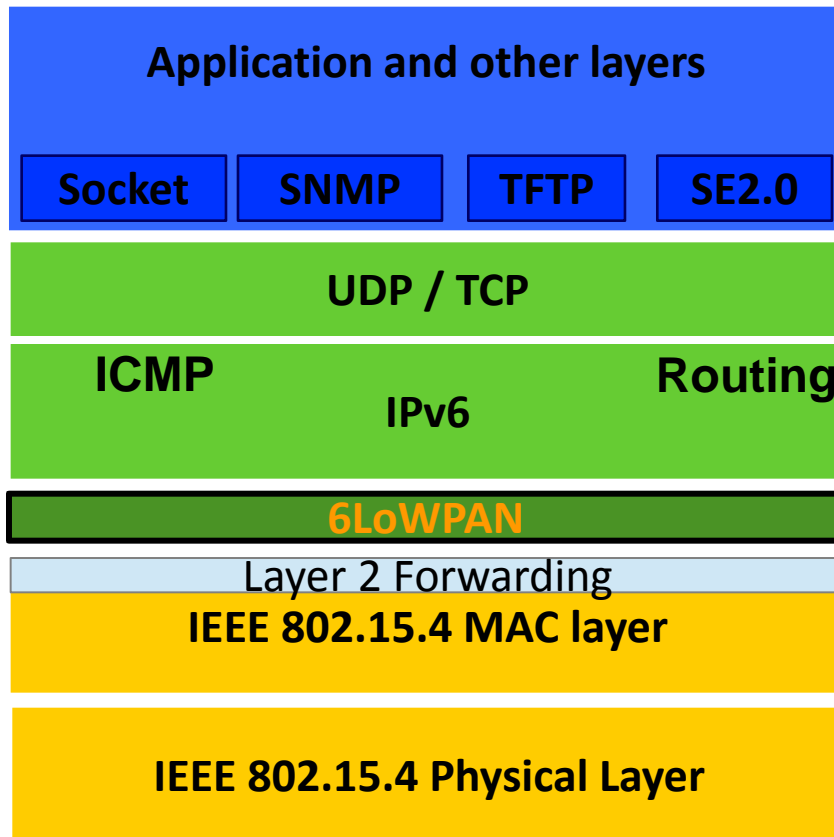 Application and other layers
Socket SNMP TFTP SE2.0
UDP / TCP
ICMP Routing
IPv6
6LoWPAN
Layer 2 Forwarding
IEEE 802.15.4 MAC layer
IEEE 802.15.4 Physical Layer